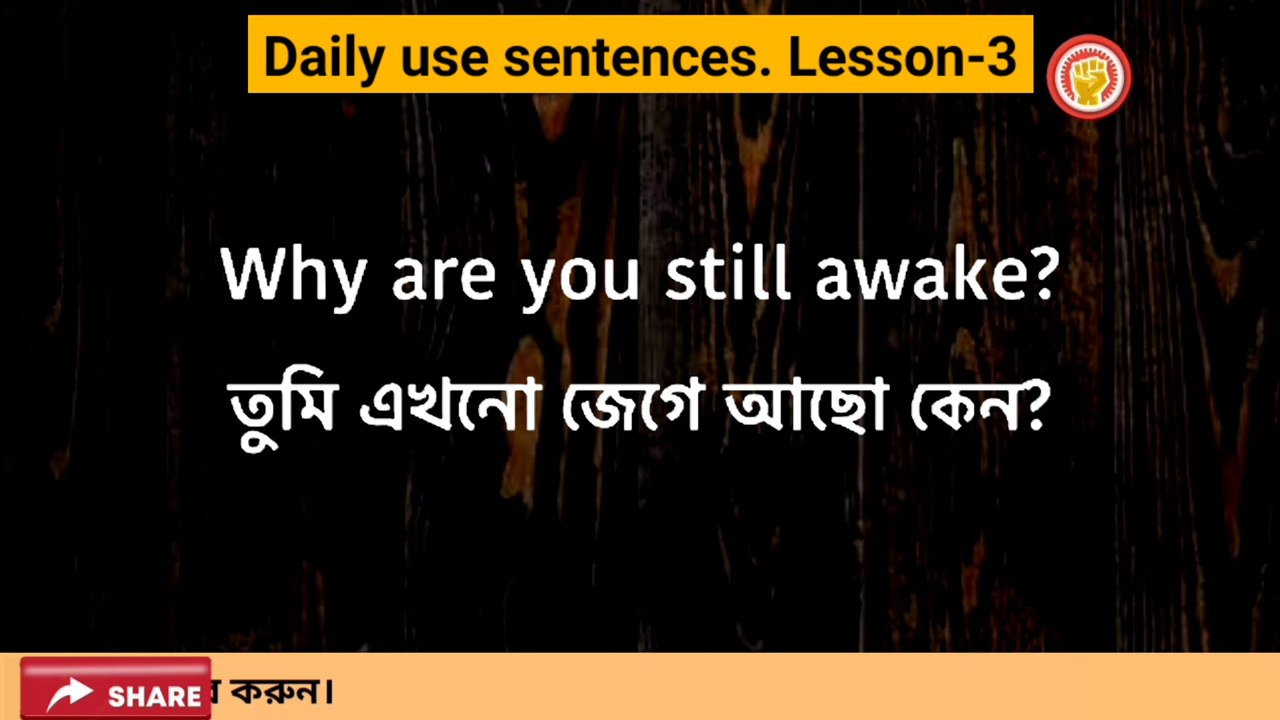 Daily use sentences. Lesson-3
Why are you still awake?
তুমি এখনো জেগে আছো কেন?
SHARE করুন।